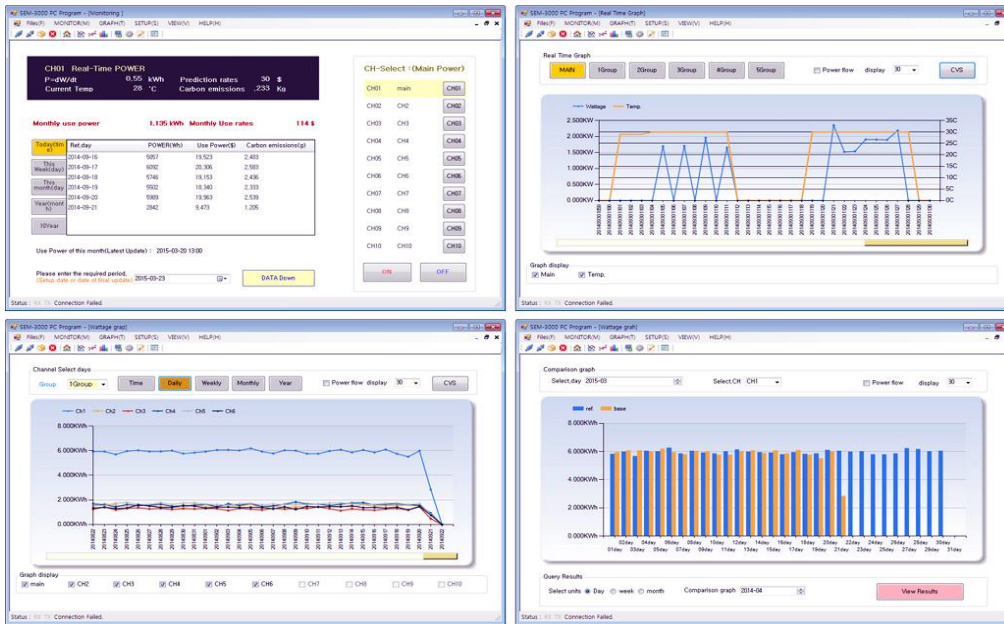 SEM-3000 PC Program - [Monitoring ]
Files(F) MONITOR(M) GRAPH(T) SETUP(S) VIEW(V) HELP(H)
CH01 Real-Time POWER
P=dW/dt 0,55 kWh Prediction rates 30 $
Current Temp 28 °C Carbon emissions ,233 Kg
Monthly use power 1,135 kWh Monthly Use rates 114 $
Today(time)
This Week(day)
This month(day
Year(month)
10Year
Ref.day POWER(Wh) Use Power($) Carbon emissions(g)
2014-09-16 5857 19,523 2,483
2014-09-17 6092 20,306 2,583
2014-09-18 5746 19,153 2,436
2014-09-19 5502 18,340 2,333
2014-09-20 5989 19,963 2,539
2014-09-21 2842 9,473 1,205
Use Power of this month(Latest Update) : 2015-03-20 13:00
Please enter the required period.
(Setup date or date of final update) 2015-03-23
DATA Down
CH-Select : (Main Power)
CH01 main CH01
CH02 CH2 CH02
CH03 CH3 CH03
CH04 CH4 CH04
CH05 CH5 CH05
CH06 CH6 CH06
CH07 CH7 CH07
CH08 CH8 CH08
CH09 CH9 CH09
CH10 CH10 CH10
ON OFF
Status : RX TX Connection Failed.
SEM-3000 PC Program - [Real Time Graph]
Files(F) MONITOR(M) GRAPH(T) SETUP(S) VIEW(V) HELP(H)
Real Time Graph
MAIN 1Group 2Group 3Group 4Group 5Group Power flow display 30 CVS
Wattage Temp.
2.500KW
2.000KW
1.500KW
1.000KW
0.500KW
0.000KW
35C
30C
25C
20C
15C
10C
5C
0C
Graph display
Main Temp.
Status : RX TX Connection Failed.
SEM-3000 PC Program - [Wattage grap]
Files(F) MONITOR(M) GRAPH(T) SETUP(S) VIEW(V) HELP(H)
Channel Select days
Group 1Group Time Daily Weekly Monthly Year Power flow display 30 CVS
Ch1 Ch2 Ch3 Ch4 Ch5 Ch6
8.000KWh
6.000KWh
4.000KWh
2.000KWh
0.000KWh
Graph display
main CH2 CH3 CH4 CH5 CH6 CH7 CH8 CH9 CH10
Status : RX TX Connection Failed.
SEM-3000 PC Program - [Wattage grah]
Files(F) MONITOR(M) GRAPH(T) SETUP(S) VIEW(V) HELP(H)
Comparison graph
Select,day 2015-03 Select,CH CH1 Power flow display 30
ref. base
8.000KWh
6.000KWh
4.000KWh
2.000KWh
0.000KWh
02day 04day 06day 08day 10day 12day 14day 16day 18day 20day 22day 24day 26day 28day 30day
01day 03day 05day 07day 09day 11day 13day 15day 17day 19day 21day 23day 25day 27day 29day 31day
Query Results
Select units Day week month Comparison graph 2014-04 View Results
Status : RX TX Connection Failed.